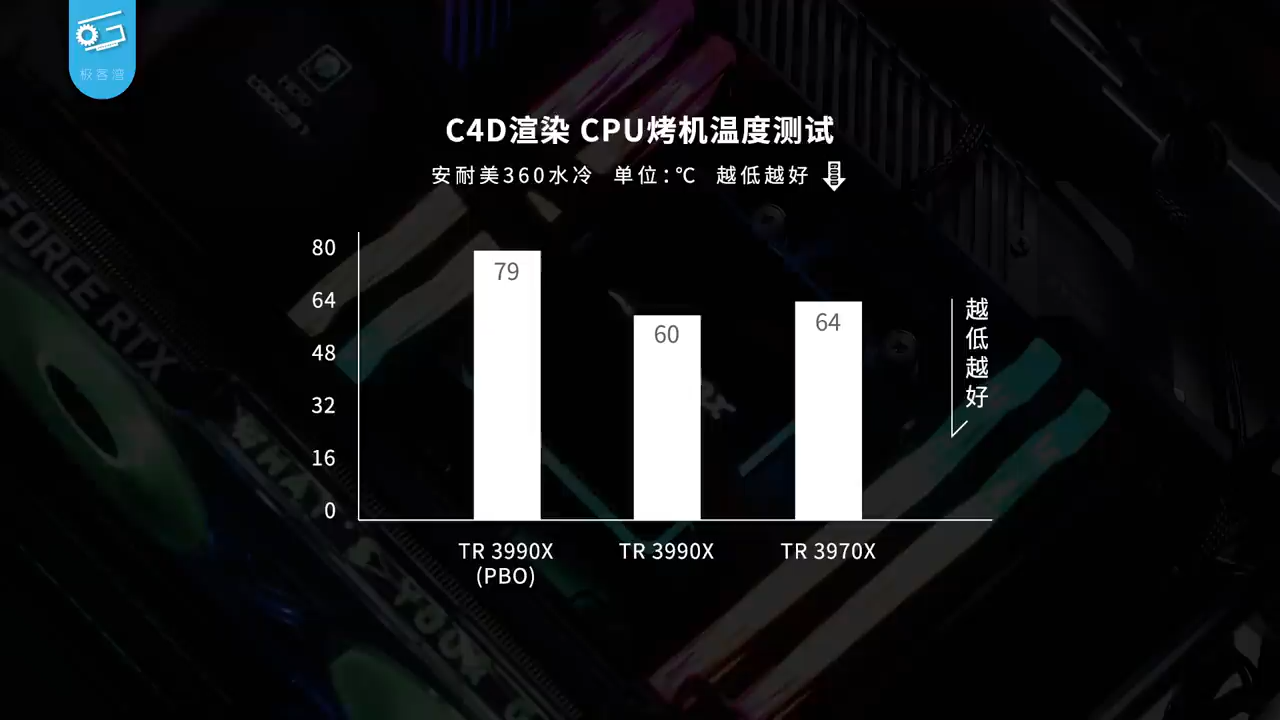 极客湾
C4D渲染 CPU烤机温度测试
安耐美360水冷 单位:℃ 越低越好
80
64
48
32
16
0
79
60
64
越低越好
TR 3990X
(PBO)
TR 3990X
TR 3970X
FORCE RTX